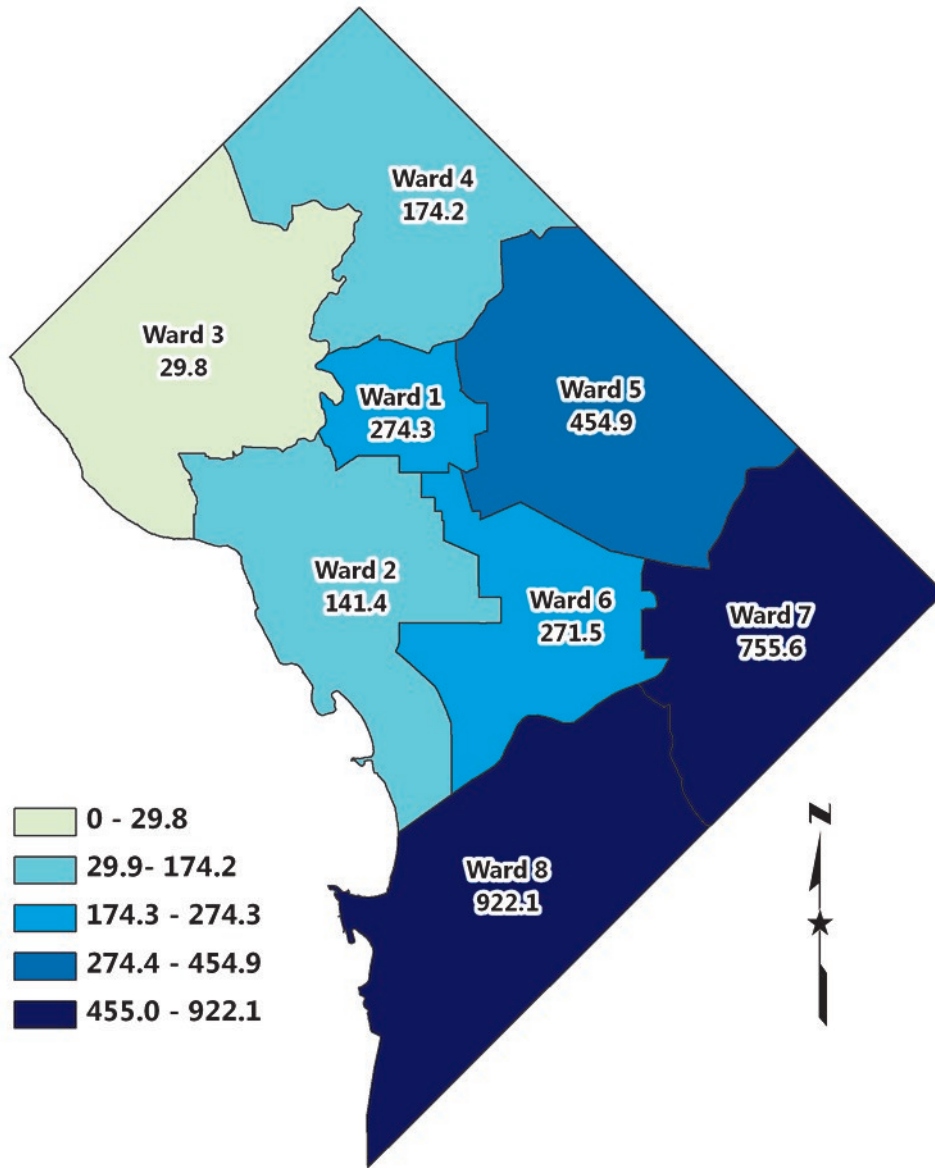 Ward 4
174.2
Ward 3
29.8
Ward 1
274.3
Ward 5
454.9
Ward 2
141.4
Ward 6
271.5
Ward 7
755.6
Ward 8
922.1
0 - 29.8
29.9- 174.2
174.3 - 274.3
274.4 - 454.9
455.0 - 922.1
N